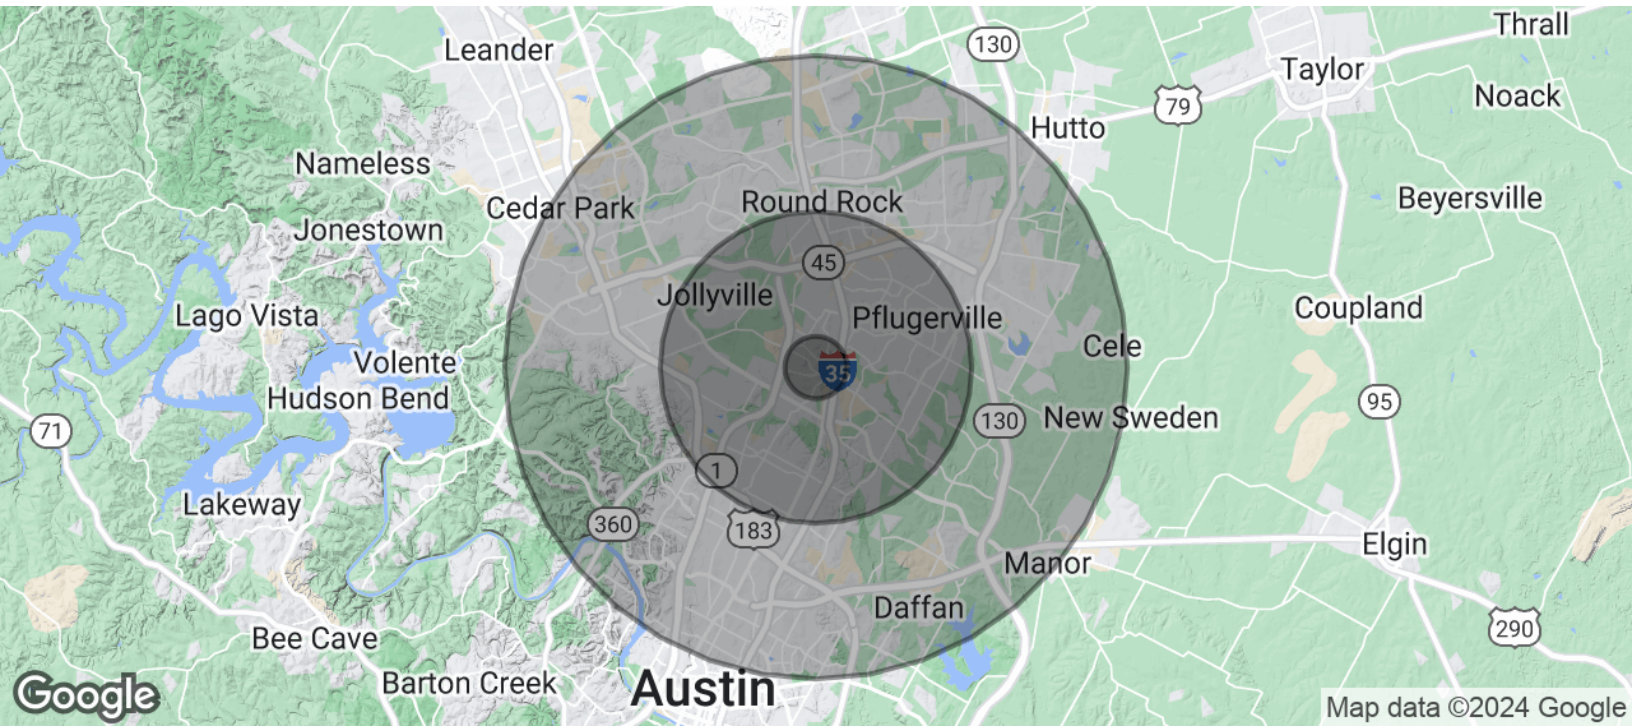 Thrall
130
Leander
Taylor
79
Noack
Hutto
Nameless
Cedar Park
Round Rock
Beyersville
Jonestown
45
Jollyville
Lago Vista
Pflugerville
Coupland
Cele
Volente
35
Hudson Bend
95
New Sweden
130
71
1
Lakeway
360
183
Elgin
Manor
Daffan
290
Bee Cave
Barton Creek
Austin
Google
Map data ©2024 Google